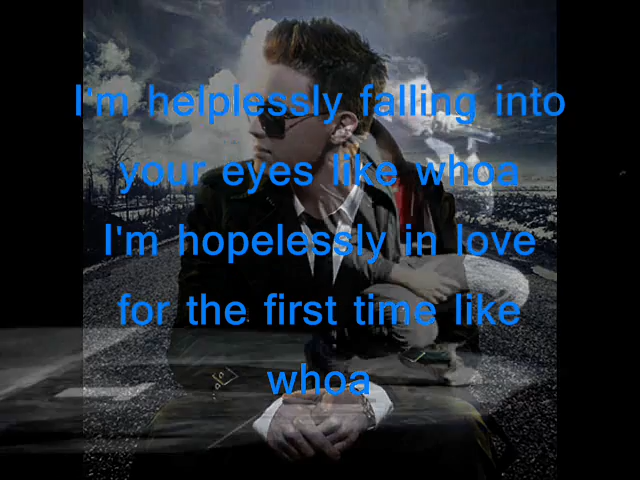 I'm helplessly falling into
your eyes like whoa
I'm hopelessly in love
for the first time like
whoa